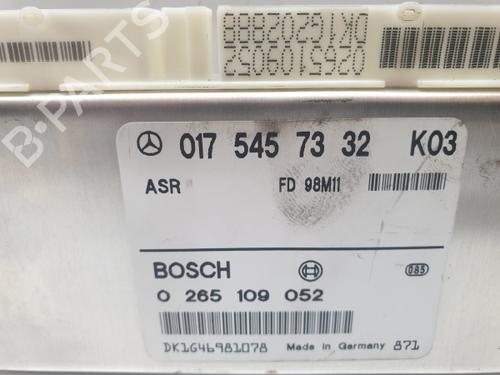 DK1G202888
0265109052
017 545 73 32 K03
ASR FD 98M11
BOSCH 085
0 265 109 052
DK1G46981078 Made in Germany 871
B-PARTS